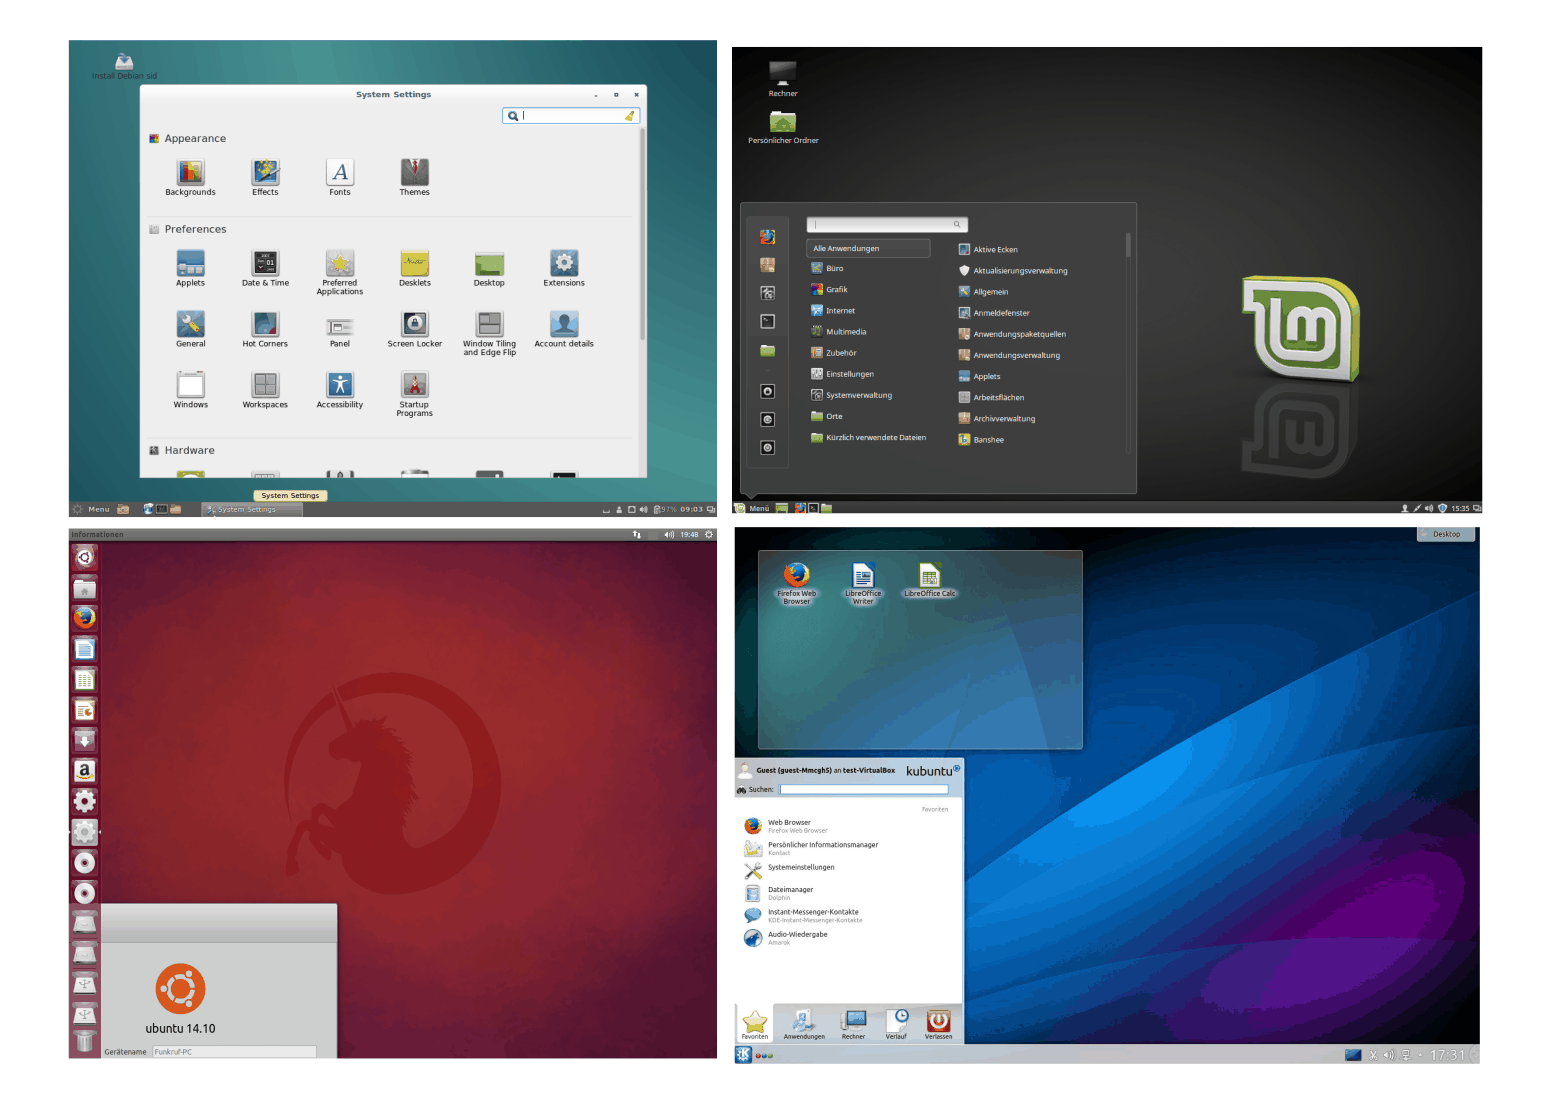 Install Debian sid
System Settings
Appearance
Backgrounds
Effects
Fonts
Themes
Preferences
Applets
Date & Time
Preferred
Applications
Desklets
Desktop
Extensions
General
Hot Corners
Panel
Screen Locker
Window Tiling
and Edge Flip
Account details
Windows
Workspaces
Accessibility
Startup
Programs
Hardware
System Settings
Menu
System Settings
97% 09:03
Rechner
Persönlicher Ordner
Alle Anwendungen
Büro
Grafik
Internet
Multimedia
Zubehör
Einstellungen
Systemverwaltung
Orte
Kürzlich verwendete Dateien
Aktive Ecken
Aktualisierungsverwaltung
Allgemein
Anmeldefenster
Anwendungspaketquellen
Anwendungsverwaltung
Applets
Arbeitsflächen
Archivverwaltung
Banshee
Menü
15:35
Informationen
19:48
ubuntu 14.10
Gerätename Funkruf-PC
Desktop
Firefox Web
Browser
LibreOffice
Writer
LibreOffice Calc
Guest (guest-Mmcgh5) an test-VirtualBox
kubuntu
Suchen:
Favoriten
Web Browser
Firefox Web Browser
Persönlicher Informationsmanager
Kontact
Systemeinstellungen
Dateimanager
Dolphin
Instant-Messenger-Kontakte
KDE-Instant-Messenger-Kontakte
Audio-Wiedergabe
Amarok
Favoriten
Anwendungen
Rechner
Verlauf
Verlassen
17:31